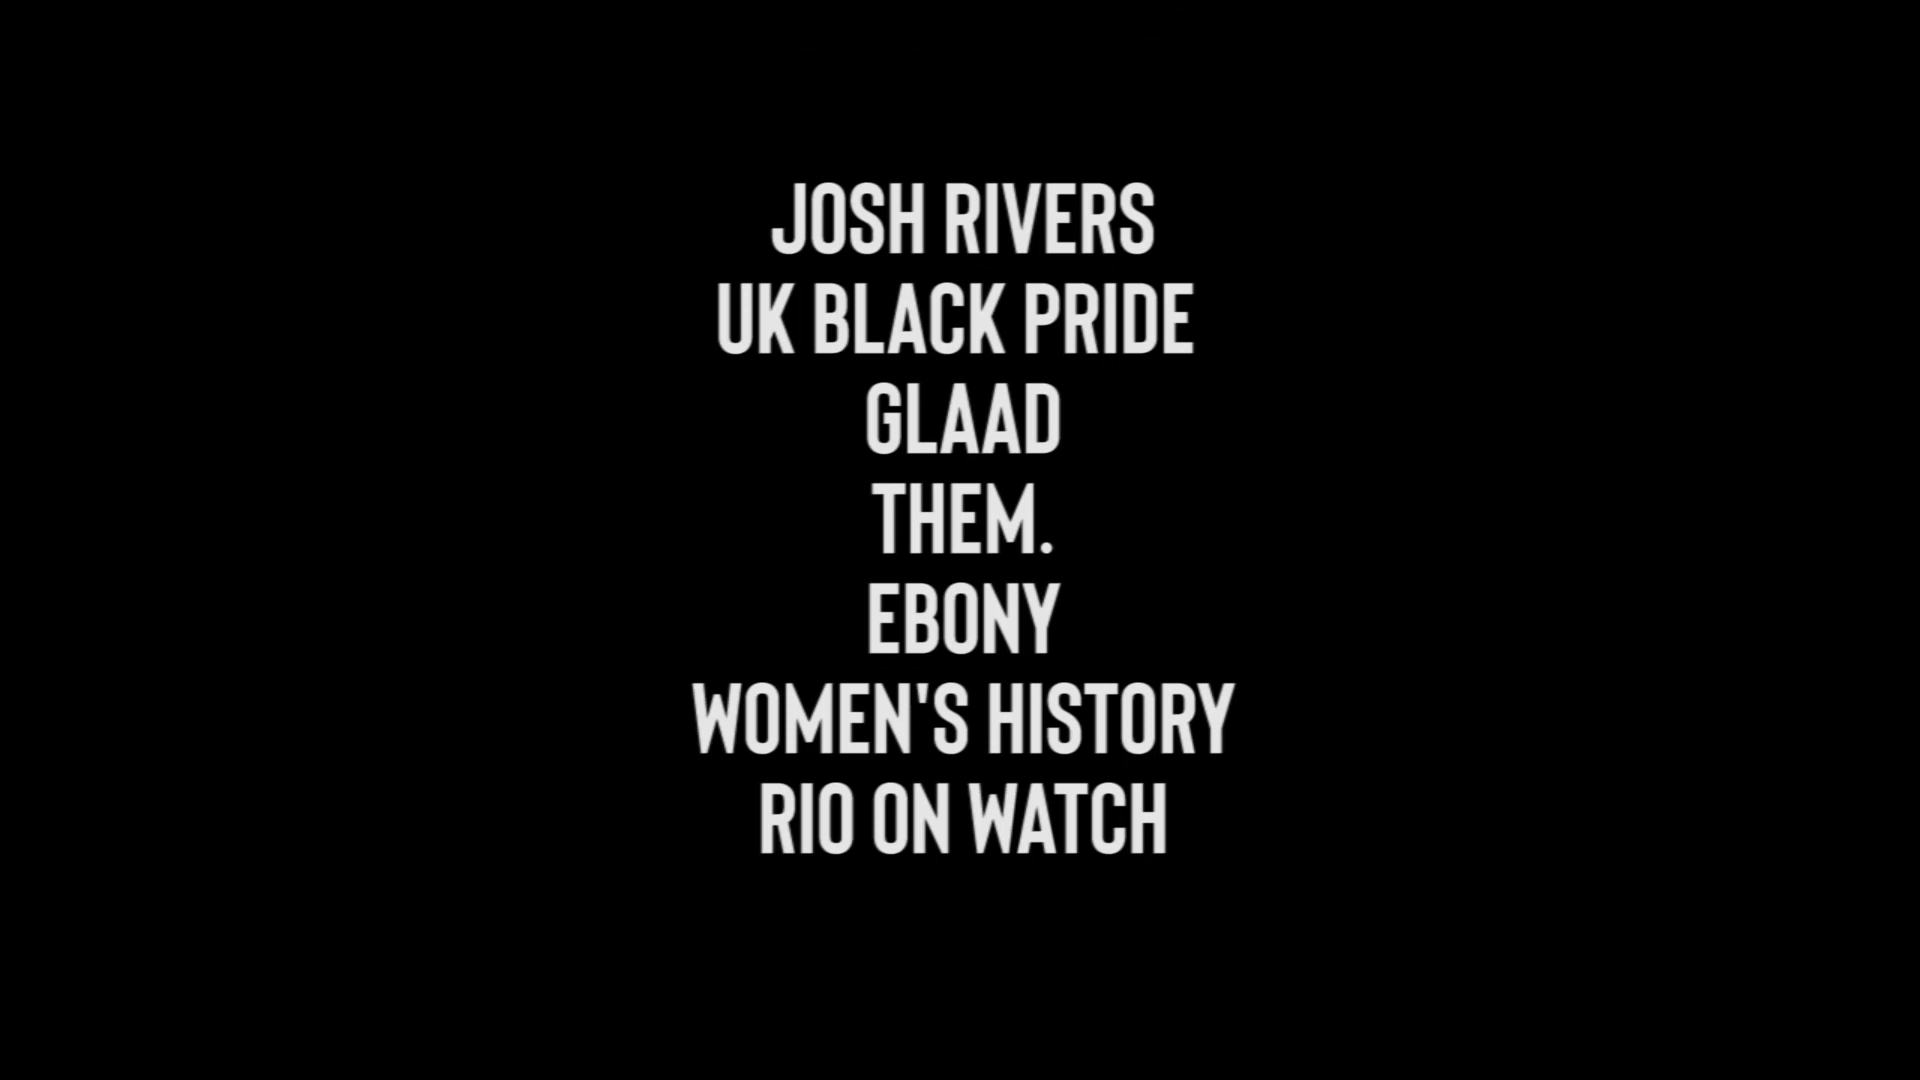 JOSH RIVERS
UK BLACK PRIDE
GLAAD
THEM.
EBONY
WOMEN'S HISTORY
RIO ON WATCH